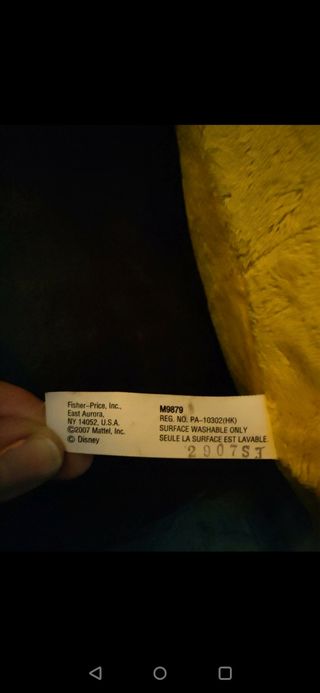 Fisher-Price, Inc.,
East Aurora,
NY 14052, U.S.A.
©2007 Mattel, Inc.
© Disney
M9879
REG. NO. PA-10302(HK)
SURFACE WASHABLE ONLY
SEULE LA SURFACE EST LAVABLE.
2907SJ